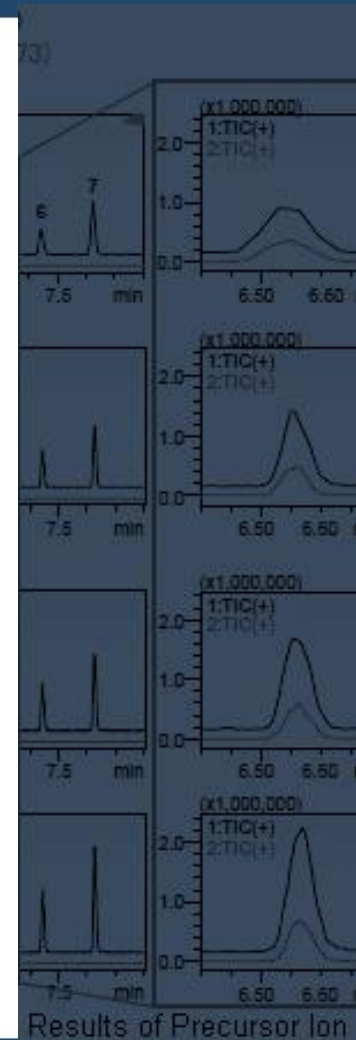 73)
(x1,000,000)
1:TIC(+)
2:TIC(+)
2.0
1.0
0.0
6 7
7.5 min
6.50 6.60
(x1,000,000)
1:TIC(+)
2:TIC(+)
2.0
1.0
0.0
7.5 min
6.50 6.60
(x1,000,000)
1:TIC(+)
2:TIC(+)
2.0
1.0
0.0
7.5 min
6.50 6.60
(x1,000,000)
1:TIC(+)
2:TIC(+)
2.0
1.0
0.0
7.5 min
6.50 6.60
Results of Precursor Ion